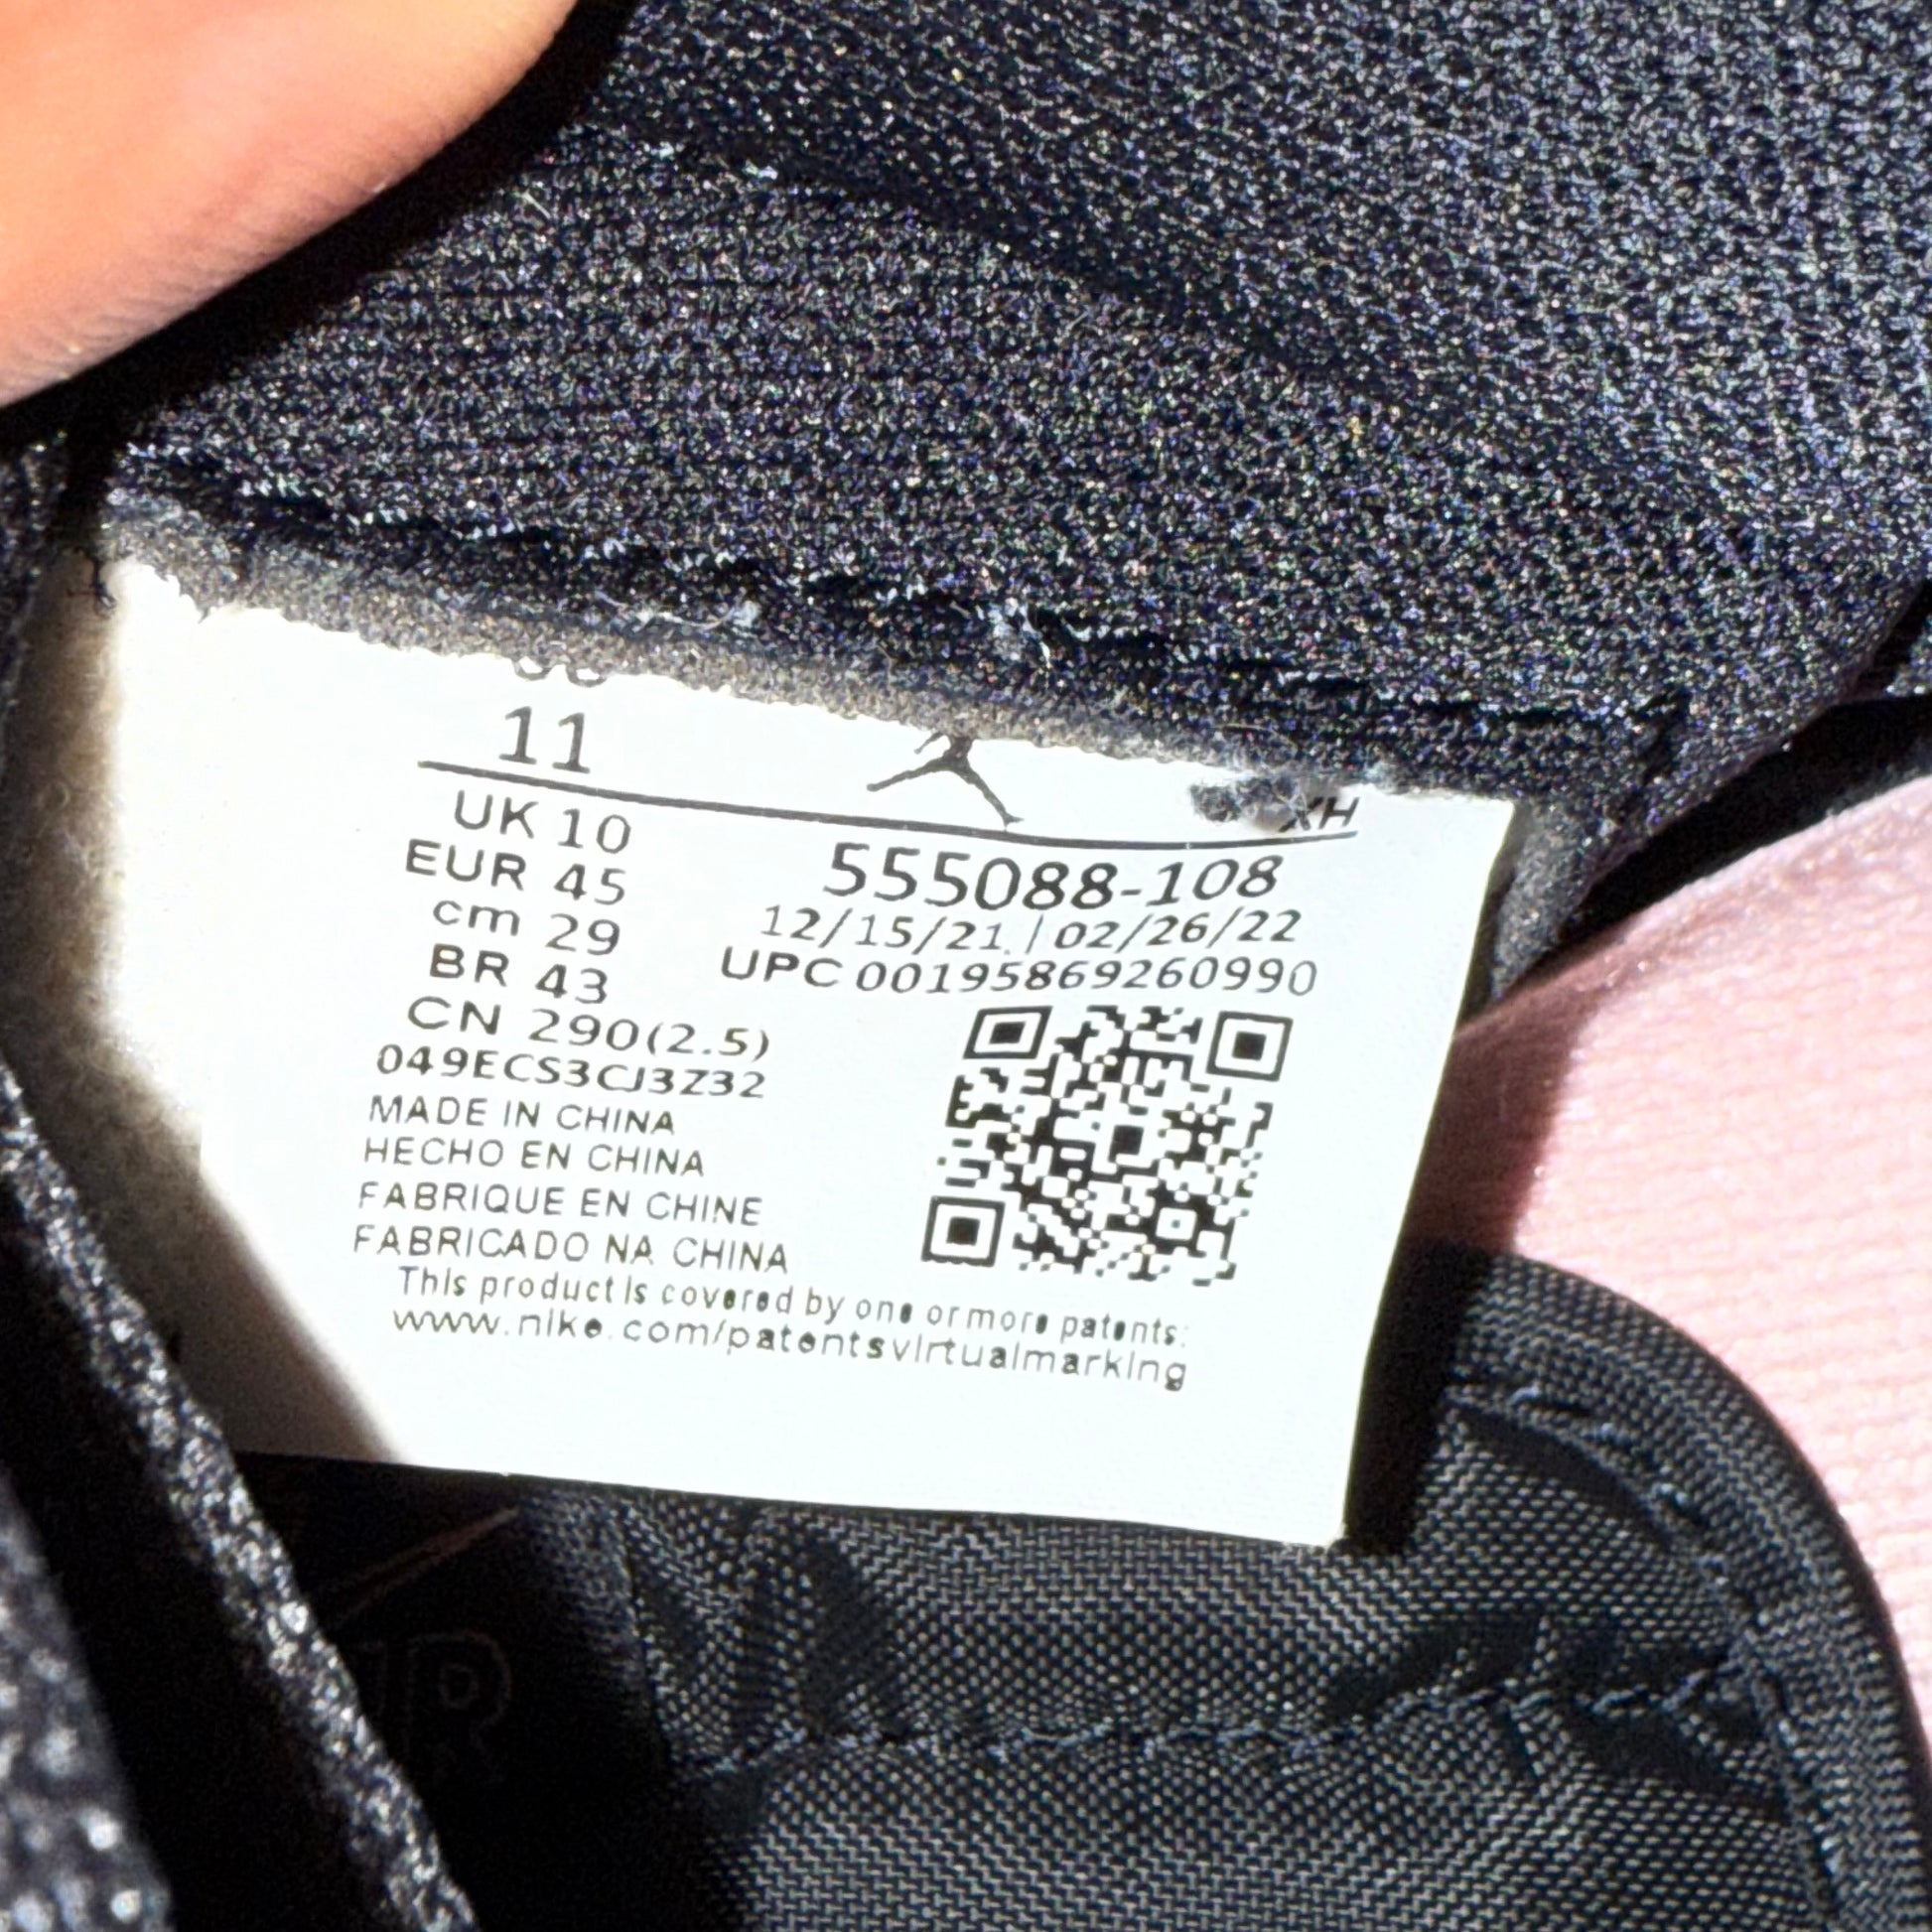 11
XH
UK 10
EUR 45
cm 29
BR 43
CN 290(2.5)
555088-108
12/15/21 | 02/26/22
UPC 00195869260990
049ECS3CJ3Z32
MADE IN CHINA
HECHO EN CHINA
FABRIQUE EN CHINE
FABRICADO NA CHINA
This product is covered by one or more patents:
www.nike.com/patentsvirtualmarking